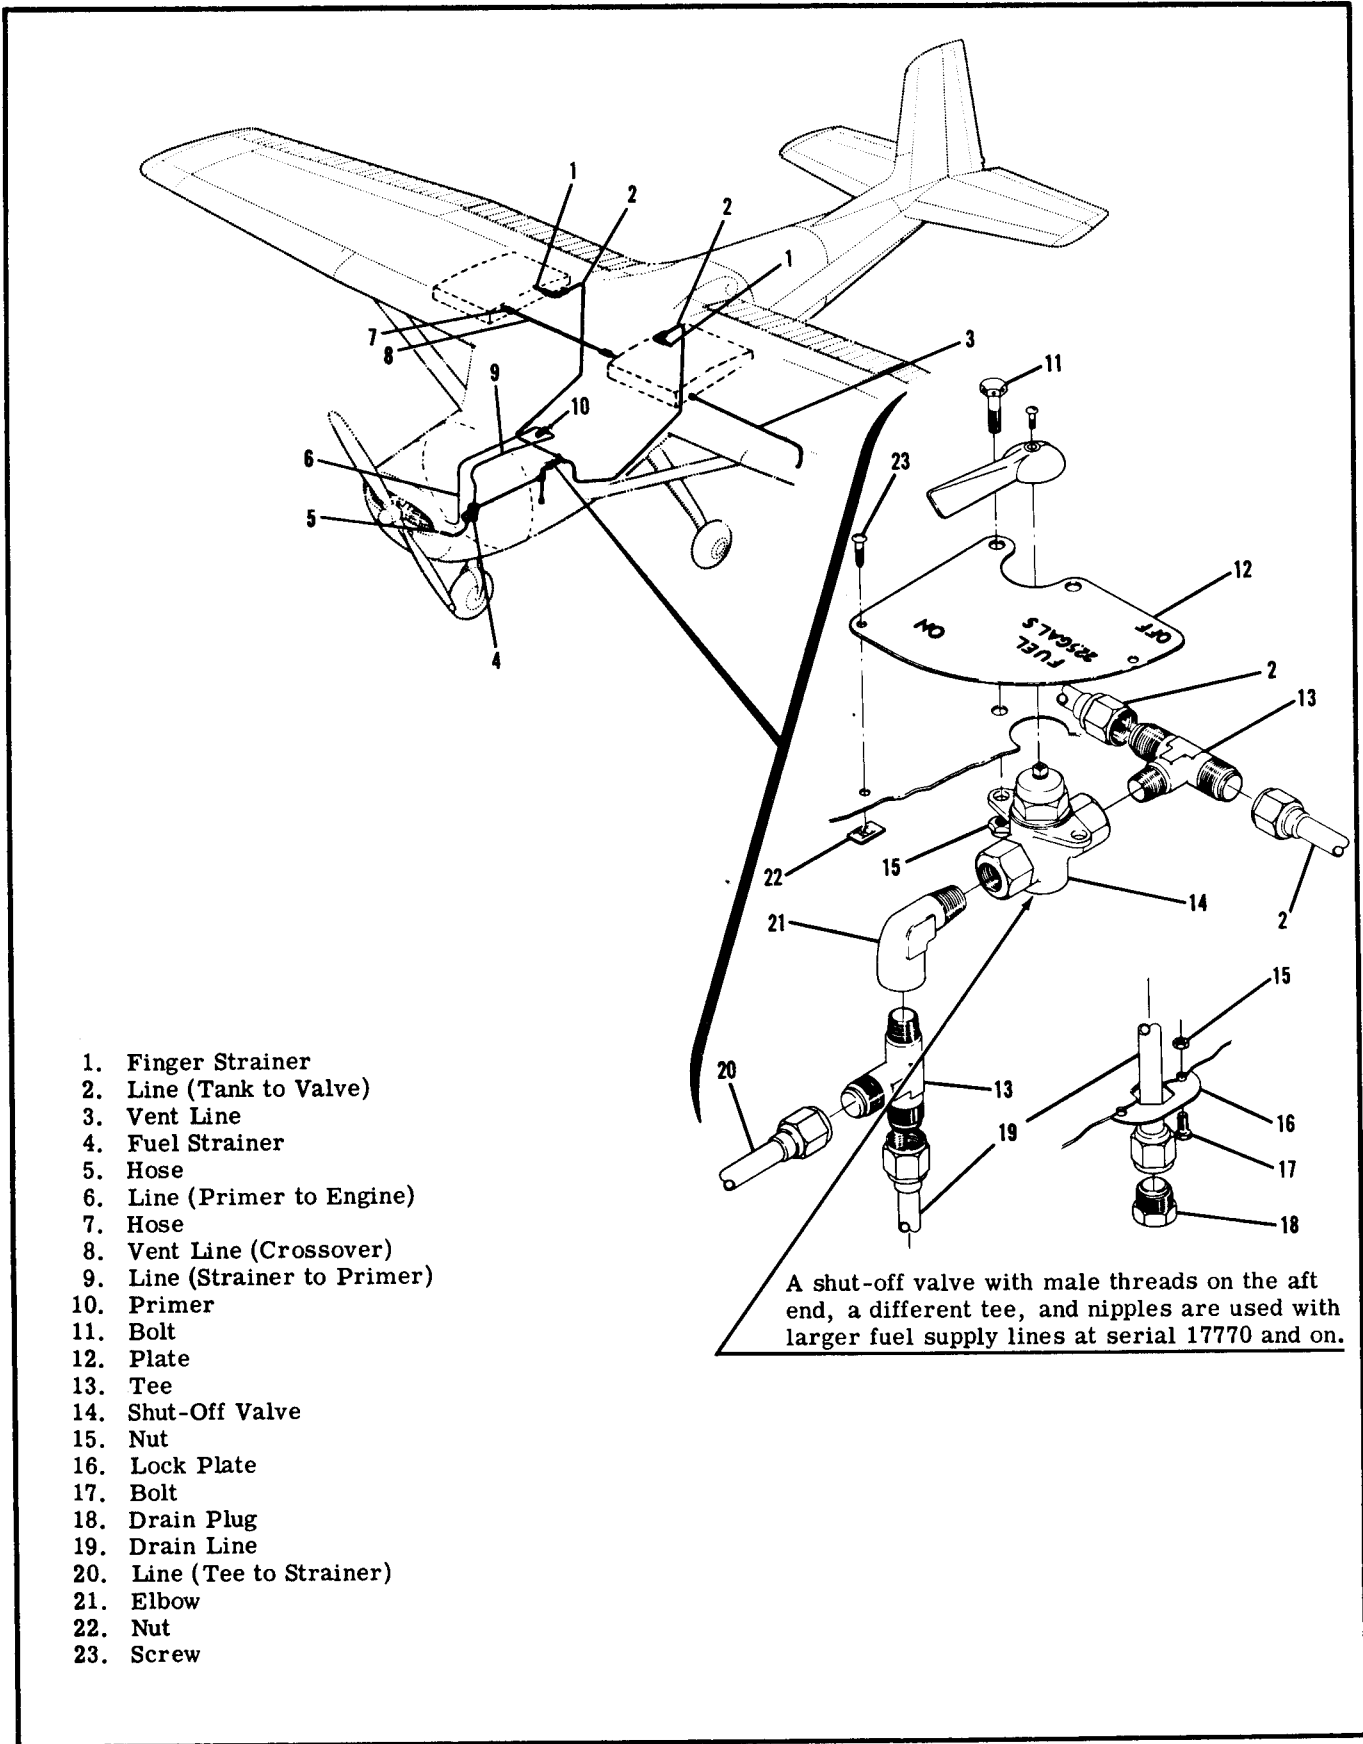 1
2
2
1
7
8
3
9
10
11
6
23
5
12
ON
FUEL
22.5GALS
OFF
4
2
13
15
22
14
2
21
15
20
13
16
19
17
18
A shut-off valve with male threads on the aft
end, a different tee, and nipples are used with
larger fuel supply lines at serial 17770 and on.
1. Finger Strainer
2. Line (Tank to Valve)
3. Vent Line
4. Fuel Strainer
5. Hose
6. Line (Primer to Engine)
7. Hose
8. Vent Line (Crossover)
9. Line (Strainer to Primer)
10. Primer
11. Bolt
12. Plate
13. Tee
14. Shut-Off Valve
15. Nut
16. Lock Plate
17. Bolt
18. Drain Plug
19. Drain Line
20. Line (Tee to Strainer)
21. Elbow
22. Nut
23. Screw